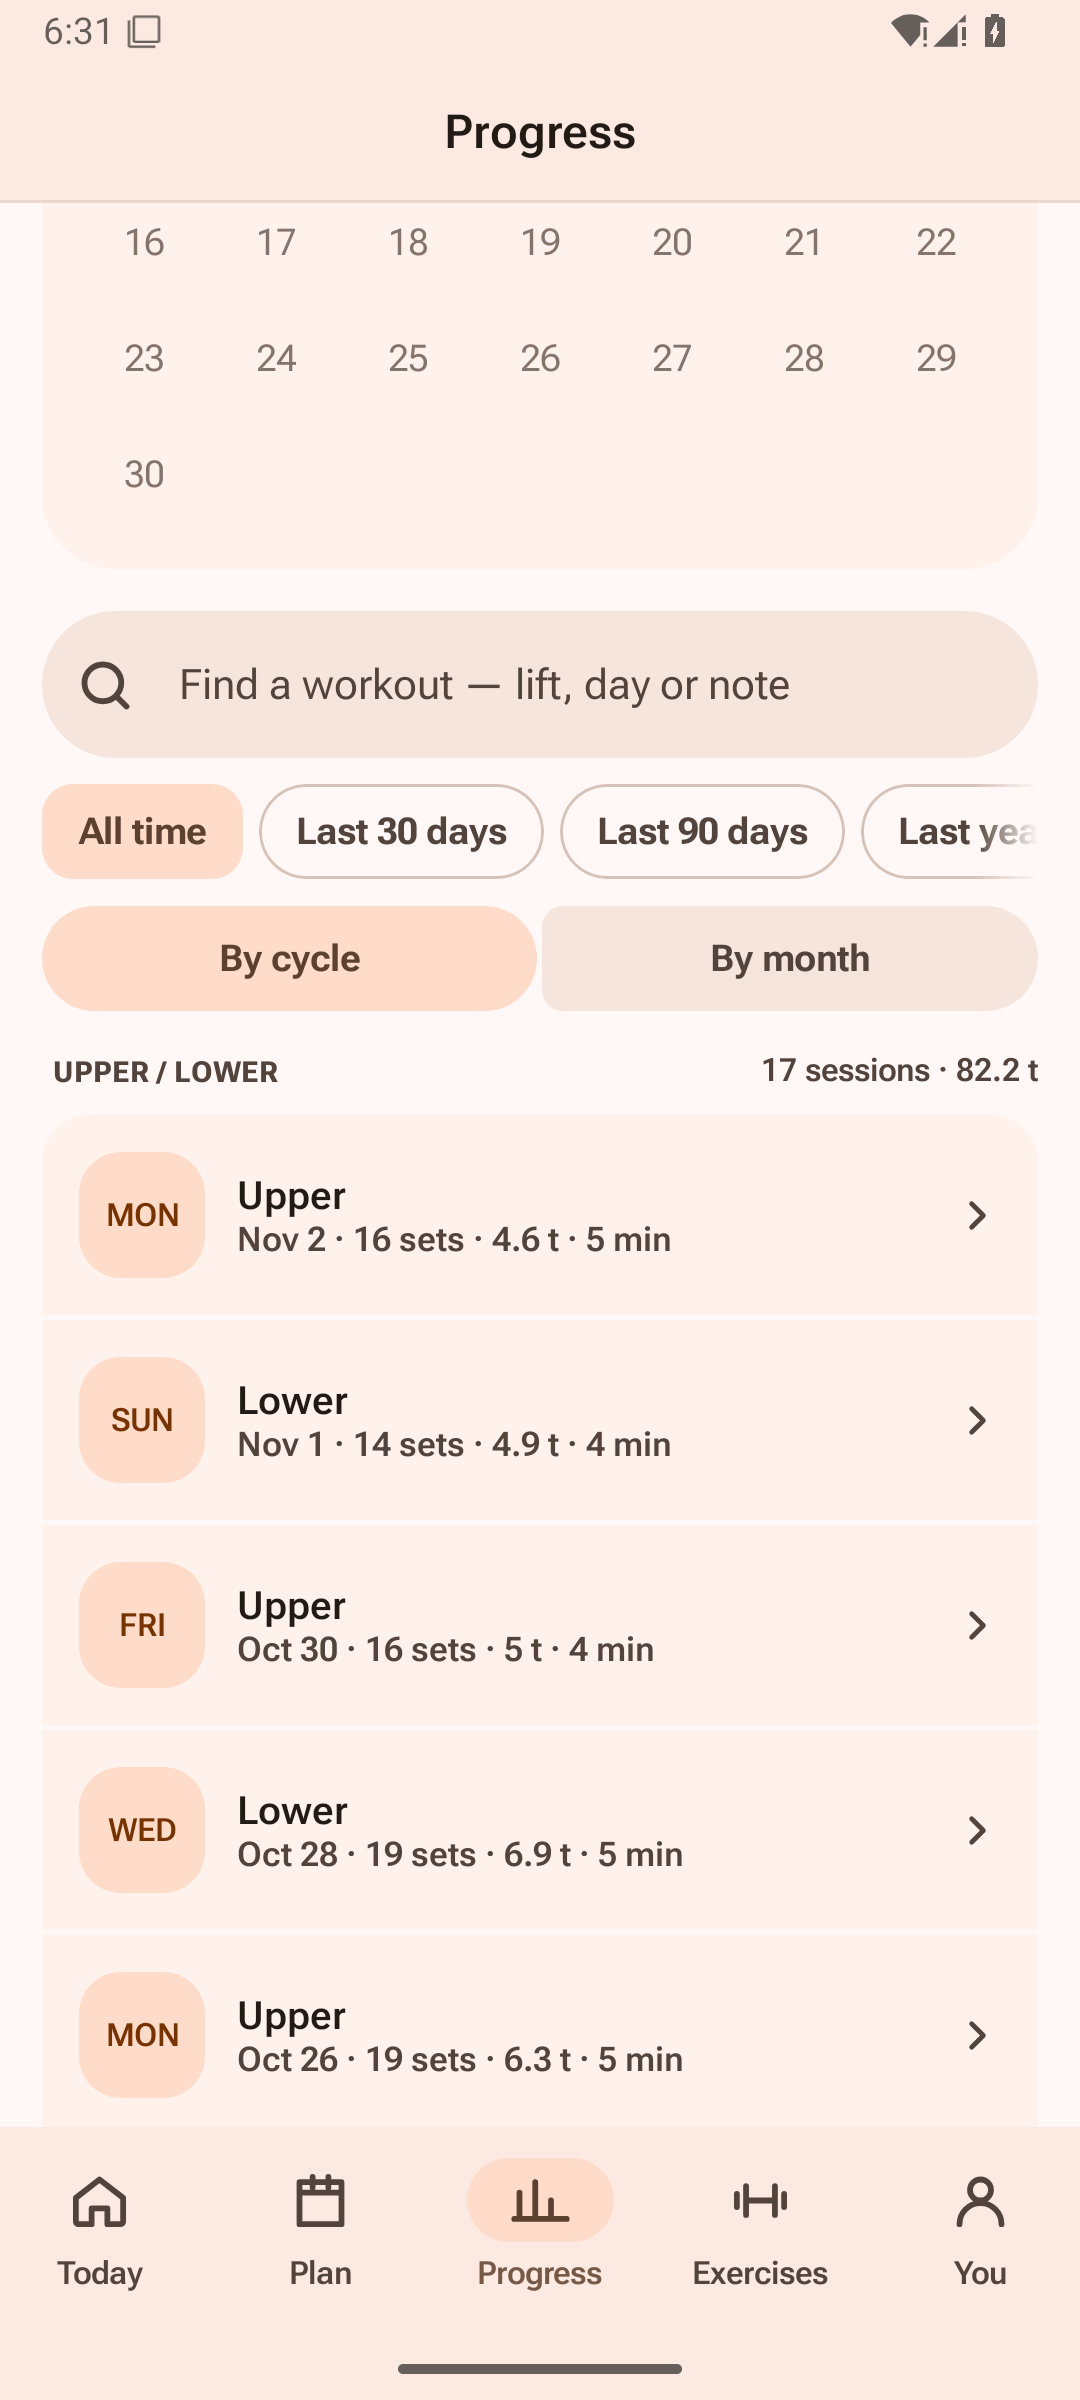 6:31
Progress
16 17 18 19 20 21 22
23 24 25 26 27 28 29
30
Find a workout — lift, day or note
All time Last 30 days Last 90 days Last yea
By cycle By month
UPPER / LOWER 17 sessions · 82.2 t
MON Upper
Nov 2 · 16 sets · 4.6 t · 5 min
SUN Lower
Nov 1 · 14 sets · 4.9 t · 4 min
FRI Upper
Oct 30 · 16 sets · 5 t · 4 min
WED Lower
Oct 28 · 19 sets · 6.9 t · 5 min
MON Upper
Oct 26 · 19 sets · 6.3 t · 5 min
Today Plan Progress Exercises You